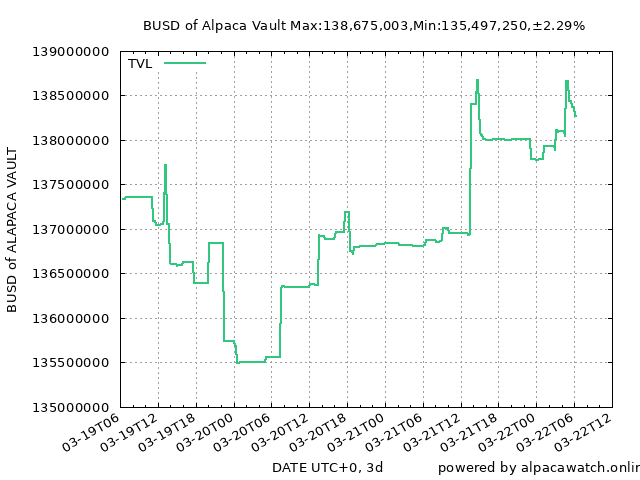 BUSD of Alpaca Vault Max:138,675,003,Min:135,497,250,±2.29%
139000000
138500000
138000000
137500000
137000000
136500000
136000000
135500000
135000000
TVL
BUSD of ALAPACA VAULT
03-19T06
03-19T12
03-19T18
03-20T00
03-20T06
03-20T12
03-20T18
03-21T00
03-21T06
03-21T12
03-21T18
03-22T00
03-22T06
03-22T12
DATE UTC+0, 3d
powered by alpacawatch.onlin